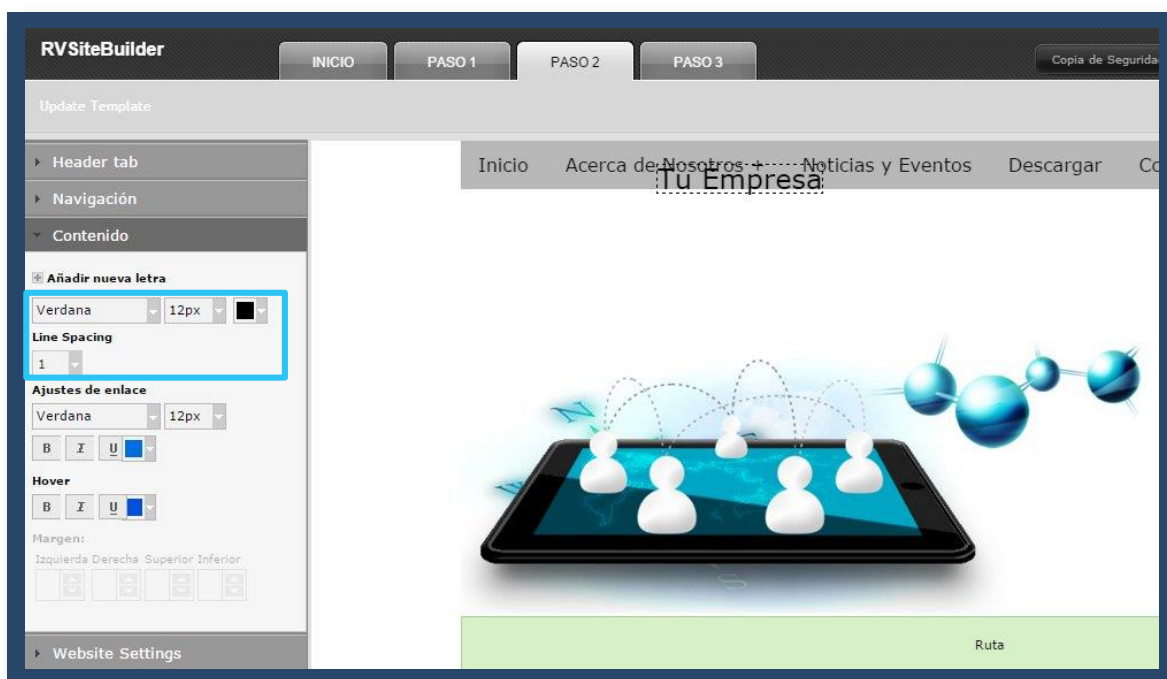 RVSiteBuilder
INICIO PASO 1 PASO 2 PASO 3
Copia de Segurida
Update Template
Header tab
Navigación
Contenido
Añadir nueva letra
Verdana 12px
Line Spacing
1
Ajustes de enlace
Verdana 12px
B I U
Hover
B I U
Margen:
Izquierda Derecha Superior Inferior
Website Settings
Inicio Acerca de Nosotros + Noticias y Eventos Descargar Co
Tu Empresa
N
S
Ruta